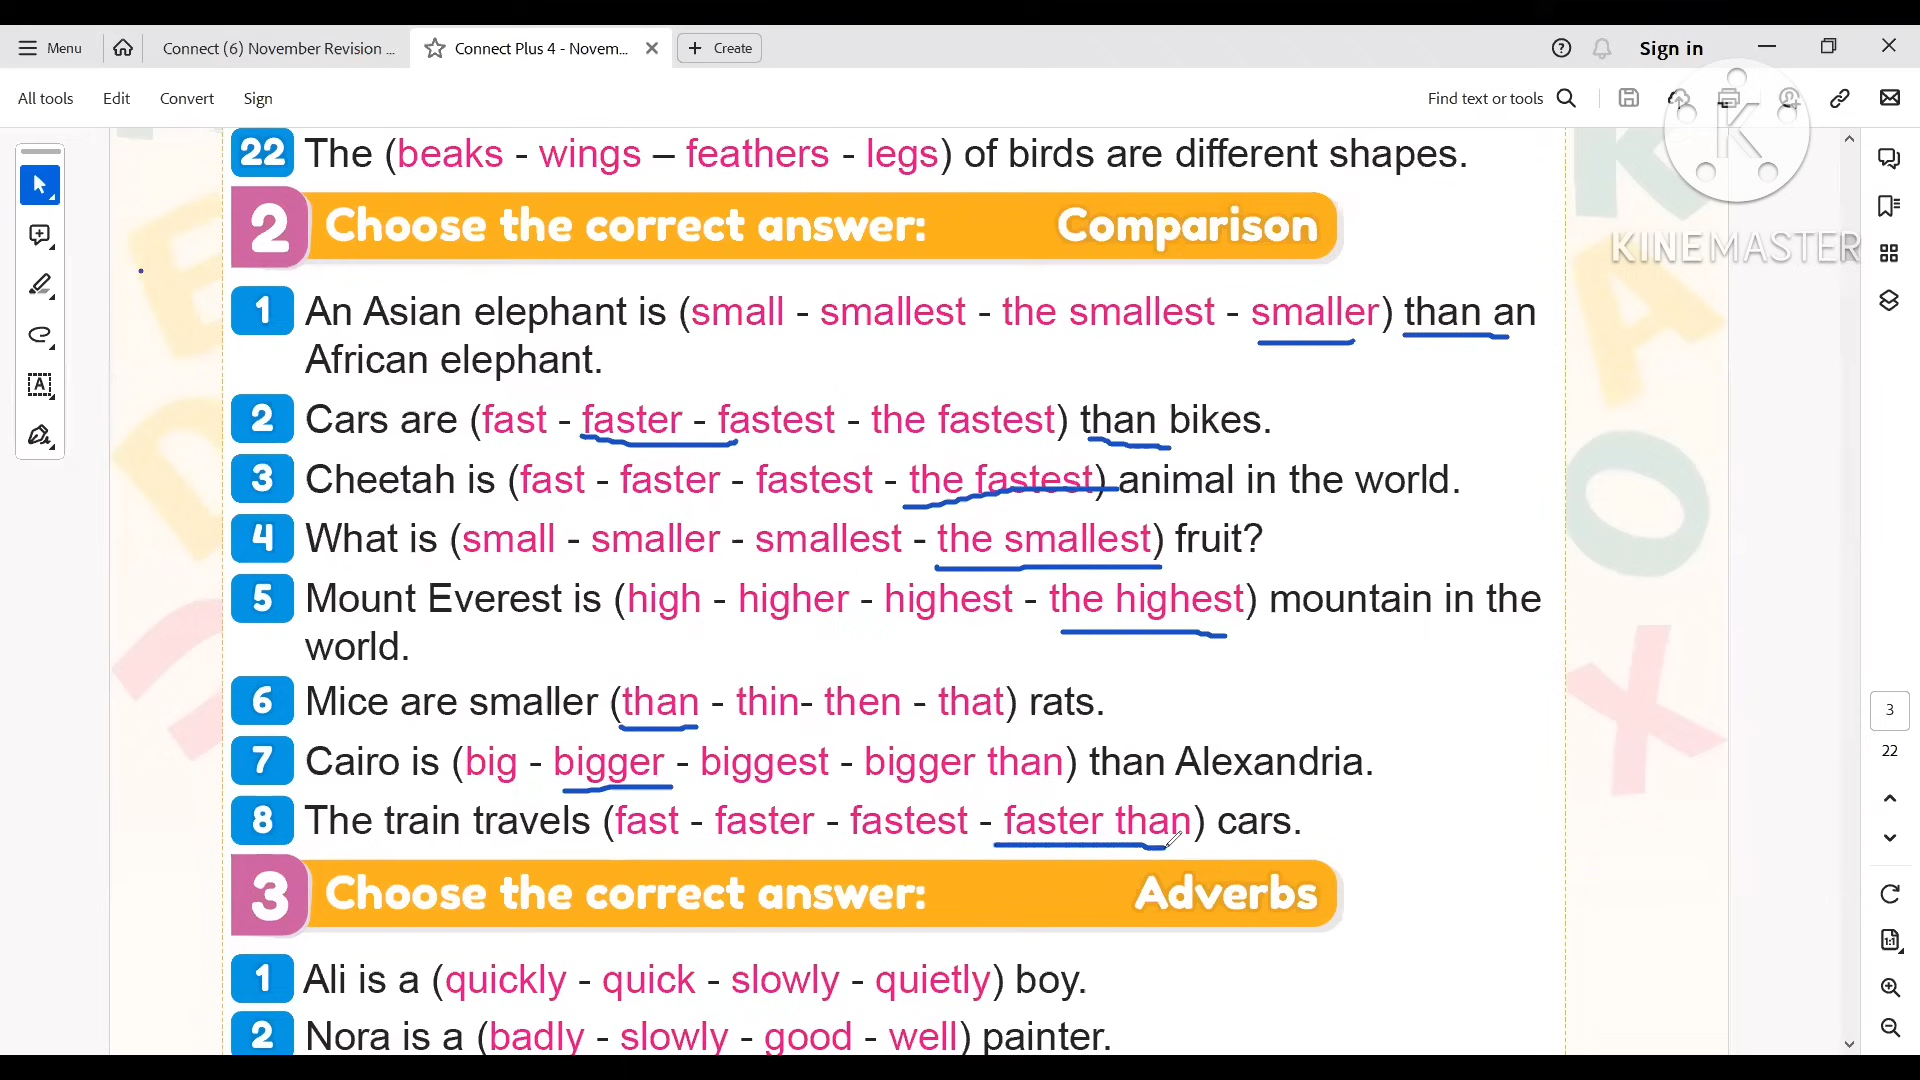 Menu
Connect (6) November Revision ...
Connect Plus 4 - Novem...
Create
Sign in
All tools
Edit
Convert
Sign
Find text or tools
KINEMASTER
22 The (beaks - wings – feathers - legs) of birds are different shapes.
2 Choose the correct answer: Comparison
1 An Asian elephant is (small - smallest - the smallest - smaller) than an
African elephant.
2 Cars are (fast - faster - fastest - the fastest) than bikes.
3 Cheetah is (fast - faster - fastest - the fastest) animal in the world.
4 What is (small - smaller - smallest - the smallest) fruit?
5 Mount Everest is (high - higher - highest - the highest) mountain in the
world.
6 Mice are smaller (than - thin- then - that) rats.
7 Cairo is (big - bigger - biggest - bigger than) than Alexandria.
8 The train travels (fast - faster - fastest - faster than) cars.
3 Choose the correct answer: Adverbs
1 Ali is a (quickly - quick - slowly - quietly) boy.
2 Nora is a (badly - slowly - good - well) painter.
3
22